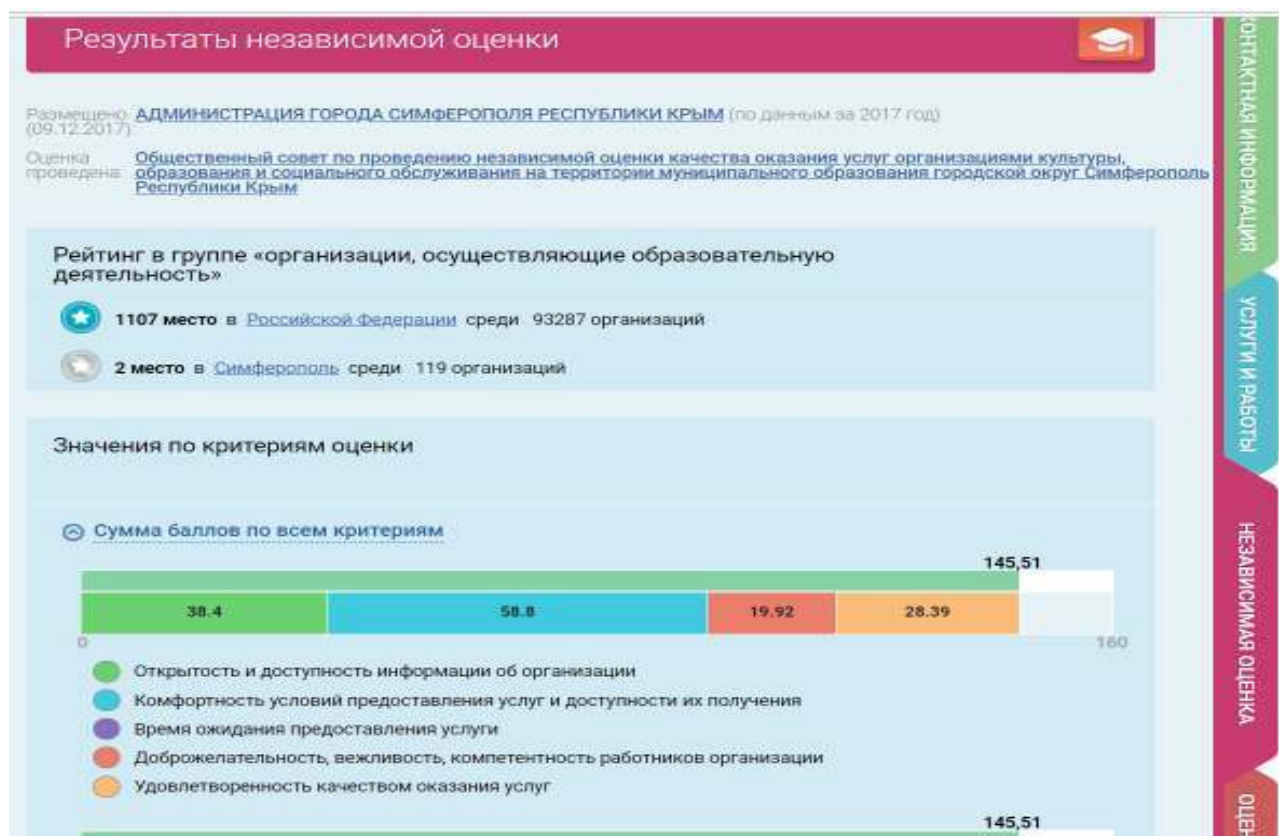 Результаты независимой оценки
Размещено АДМИНИСТРАЦИЯ ГОРОДА СИМФЕРОПОЛЯ РЕСПУБЛИКИ КРЫМ (по данным за 2017 год)
(09.12.2017):
Оценка Общественный совет по проведению независимой оценки качества оказания услуг организациями культуры,
проведена: образования и социального обслуживания на территории муниципального образования городской округ Симферополь
Республики Крым
Рейтинг в группе «организации, осуществляющие образовательную
деятельность»
1107 место в Российской Федерации среди 93287 организаций
2 место в Симферополь среди 119 организаций
Значения по критериям оценки
Сумма баллов по всем критериям
145,51
38.4 58.8 19.92 28.39
0 160
Открытость и доступность информации об организации
Комфортность условий предоставления услуг и доступности их получения
Время ожидания предоставления услуги
Доброжелательность, вежливость, компетентность работников организации
Удовлетворенность качеством оказания услуг
145,51
КОНТАКТНАЯ ИНФОРМАЦИЯ
УСЛУГИ И РАБОТЫ
НЕЗАВИСИМАЯ ОЦЕНКА
ОЦЕН